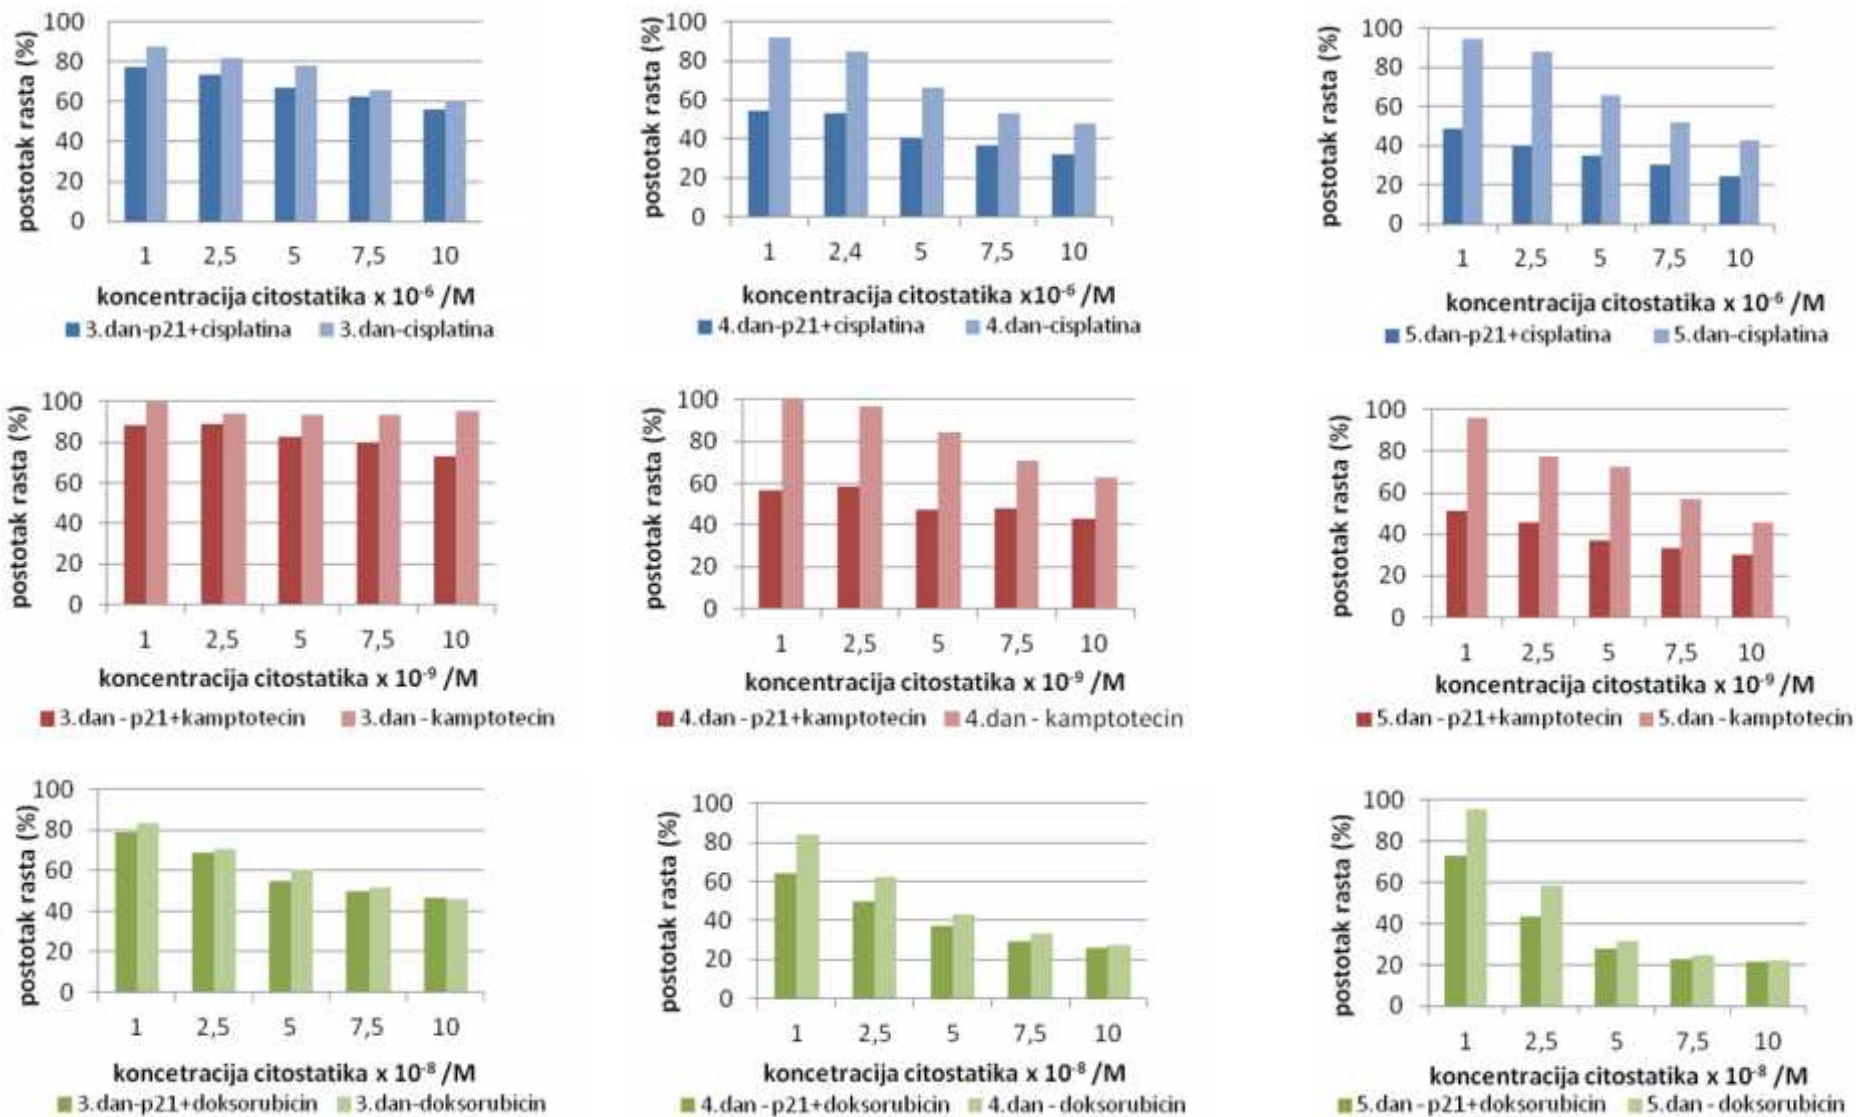 postotak rasta (%)
100
80
60
40
20
0
1 2,5 5 7,5 10
koncentracija citostatika x 10⁻⁶ /M
3.dan-p21+cisplatina 3.dan-cisplatina
postotak rasta (%)
100
80
60
40
20
0
1 2,4 5 7,5 10
koncentracija citostatika x10⁻⁶ /M
4.dan-p21+cisplatina 4.dan-cisplatina
postotak rasta (%)
100
80
60
40
20
0
1 2,5 5 7,5 10
koncentracija citostatika x 10⁻⁶ /M
5.dan-p21+cisplatina 5.dan-cisplatina
postotak rasta (%)
100
80
60
40
20
0
1 2,5 5 7,5 10
koncentracija citostatika x 10⁻⁹ /M
3.dan - p21+kamptotecin 3.dan - kamptotecin
postotak rasta (%)
100
80
60
40
20
0
1 2,5 5 7,5 10
koncentracija citostatika x 10⁻⁹ /M
4.dan - p21+kamptotecin 4.dan - kamptotecin
postotak rasta (%)
100
80
60
40
20
0
1 2,5 5 7,5 10
koncentracija citostatika x 10⁻⁹ /M
5.dan - p21+kamptotecin 5.dan - kamptotecin
postotak rasta (%)
100
80
60
40
20
0
1 2,5 5 7,5 10
koncetracija citostatika x 10⁻⁸ /M
3.dan-p21+doksorubicin 3.dan-doksorubicin
postotak rasta (%)
100
80
60
40
20
0
1 2,5 5 7,5 10
koncetracija citostatika x 10⁻⁸ /M
4.dan - p21+doksorubicin 4.dan - doksorubicin
postotak rasta (%)
100
80
60
40
20
0
1 2,5 5 7,5 10
koncentracija citostatika x 10⁻⁸ /M
5.dan - p21+doksorubicin 5.dan - doksorubicin